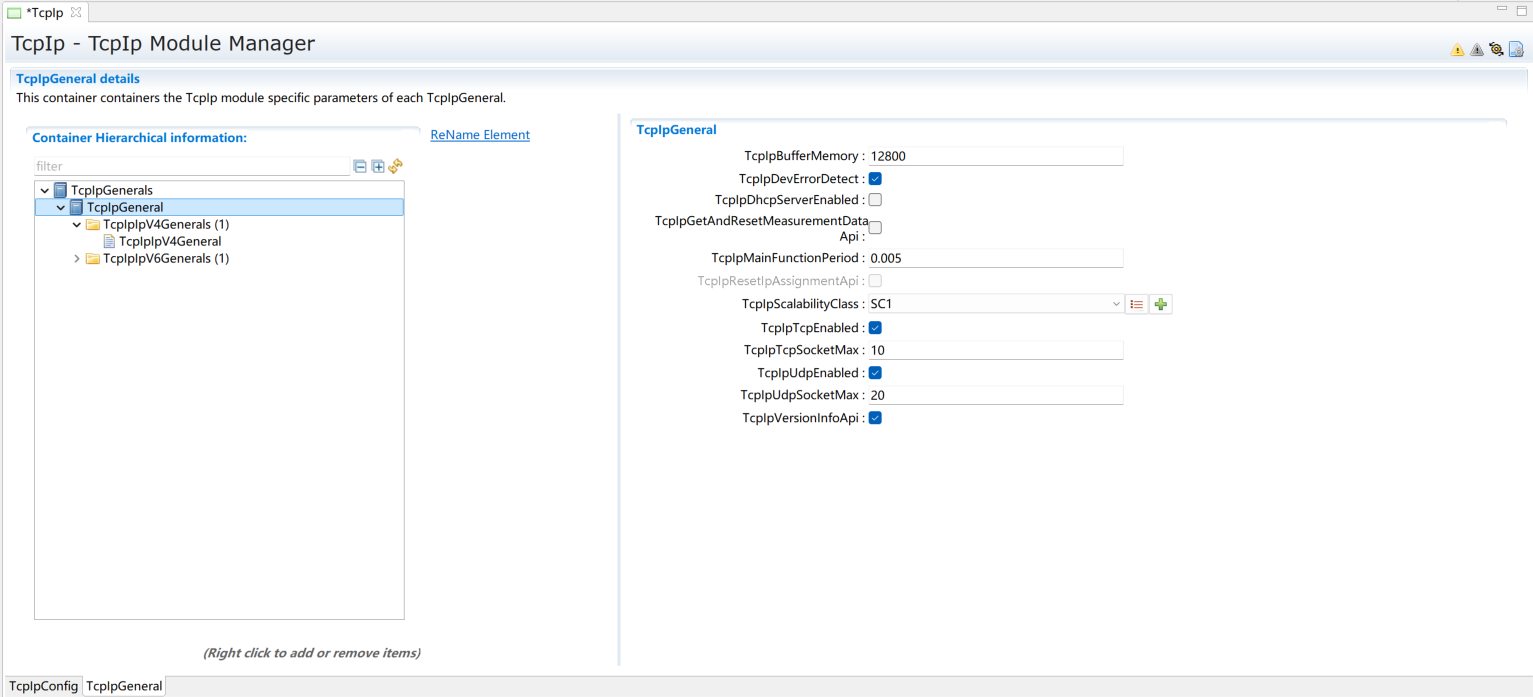 *TcpIp
TcpIp - TcpIp Module Manager
TcpIpGeneral details
This container containers the TcpIp module specific parameters of each TcpIpGeneral.
Container Hierarchical information:
ReName Element
filter
TcpIpGenerals
TcpIpGeneral
TcpIpIpV4Generals (1)
TcpIpIpV4General
TcpIpIpV6Generals (1)
(Right click to add or remove items)
TcpIpGeneral
TcpIpBufferMemory : 12800
TcpIpDevErrorDetect :
TcpIpDhcpServerEnabled :
TcpIpGetAndResetMeasurementData
Api :
TcpIpMainFunctionPeriod : 0.005
TcpIpResetIpAssignmentApi :
TcpIpScalabilityClass : SC1
TcpIpTcpEnabled :
TcpIpTcpSocketMax : 10
TcpIpUdpEnabled :
TcpIpUdpSocketMax : 20
TcpIpVersionInfoApi :
TcpIpConfig TcpIpGeneral